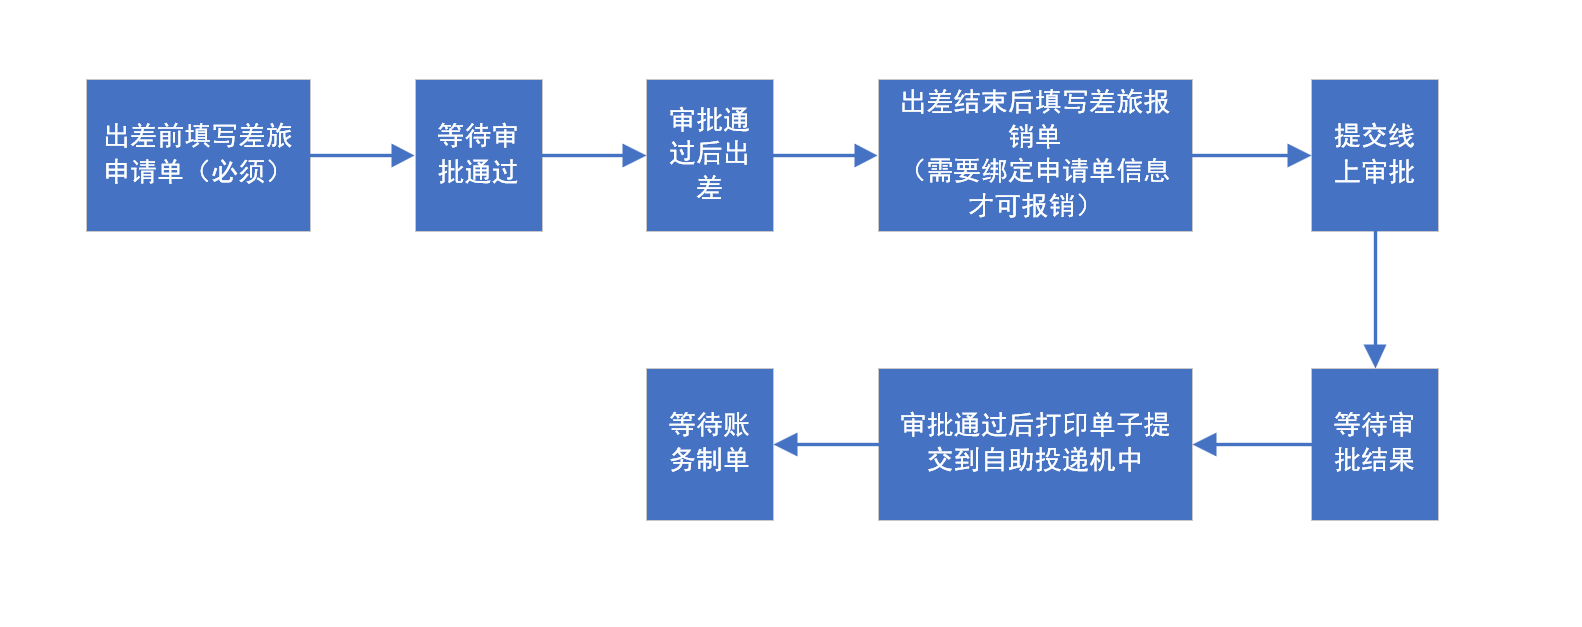 出差前填写差旅
申请单（必须）
等待审
批通过
审批通
过后出
差
出差结束后填写差旅报
销单
（需要绑定申请单信息
才可报销）
提交线
上审批
等待审
批结果
审批通过后打印单子提
交到自助投递机中
等待账
务制单